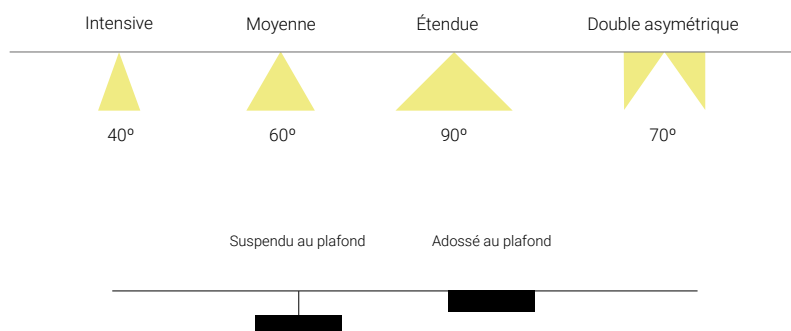 Intensive
Moyenne
Étendue
Double asymétrique
40º
60º
90º
70º
Suspendu au plafond
Adossé au plafond